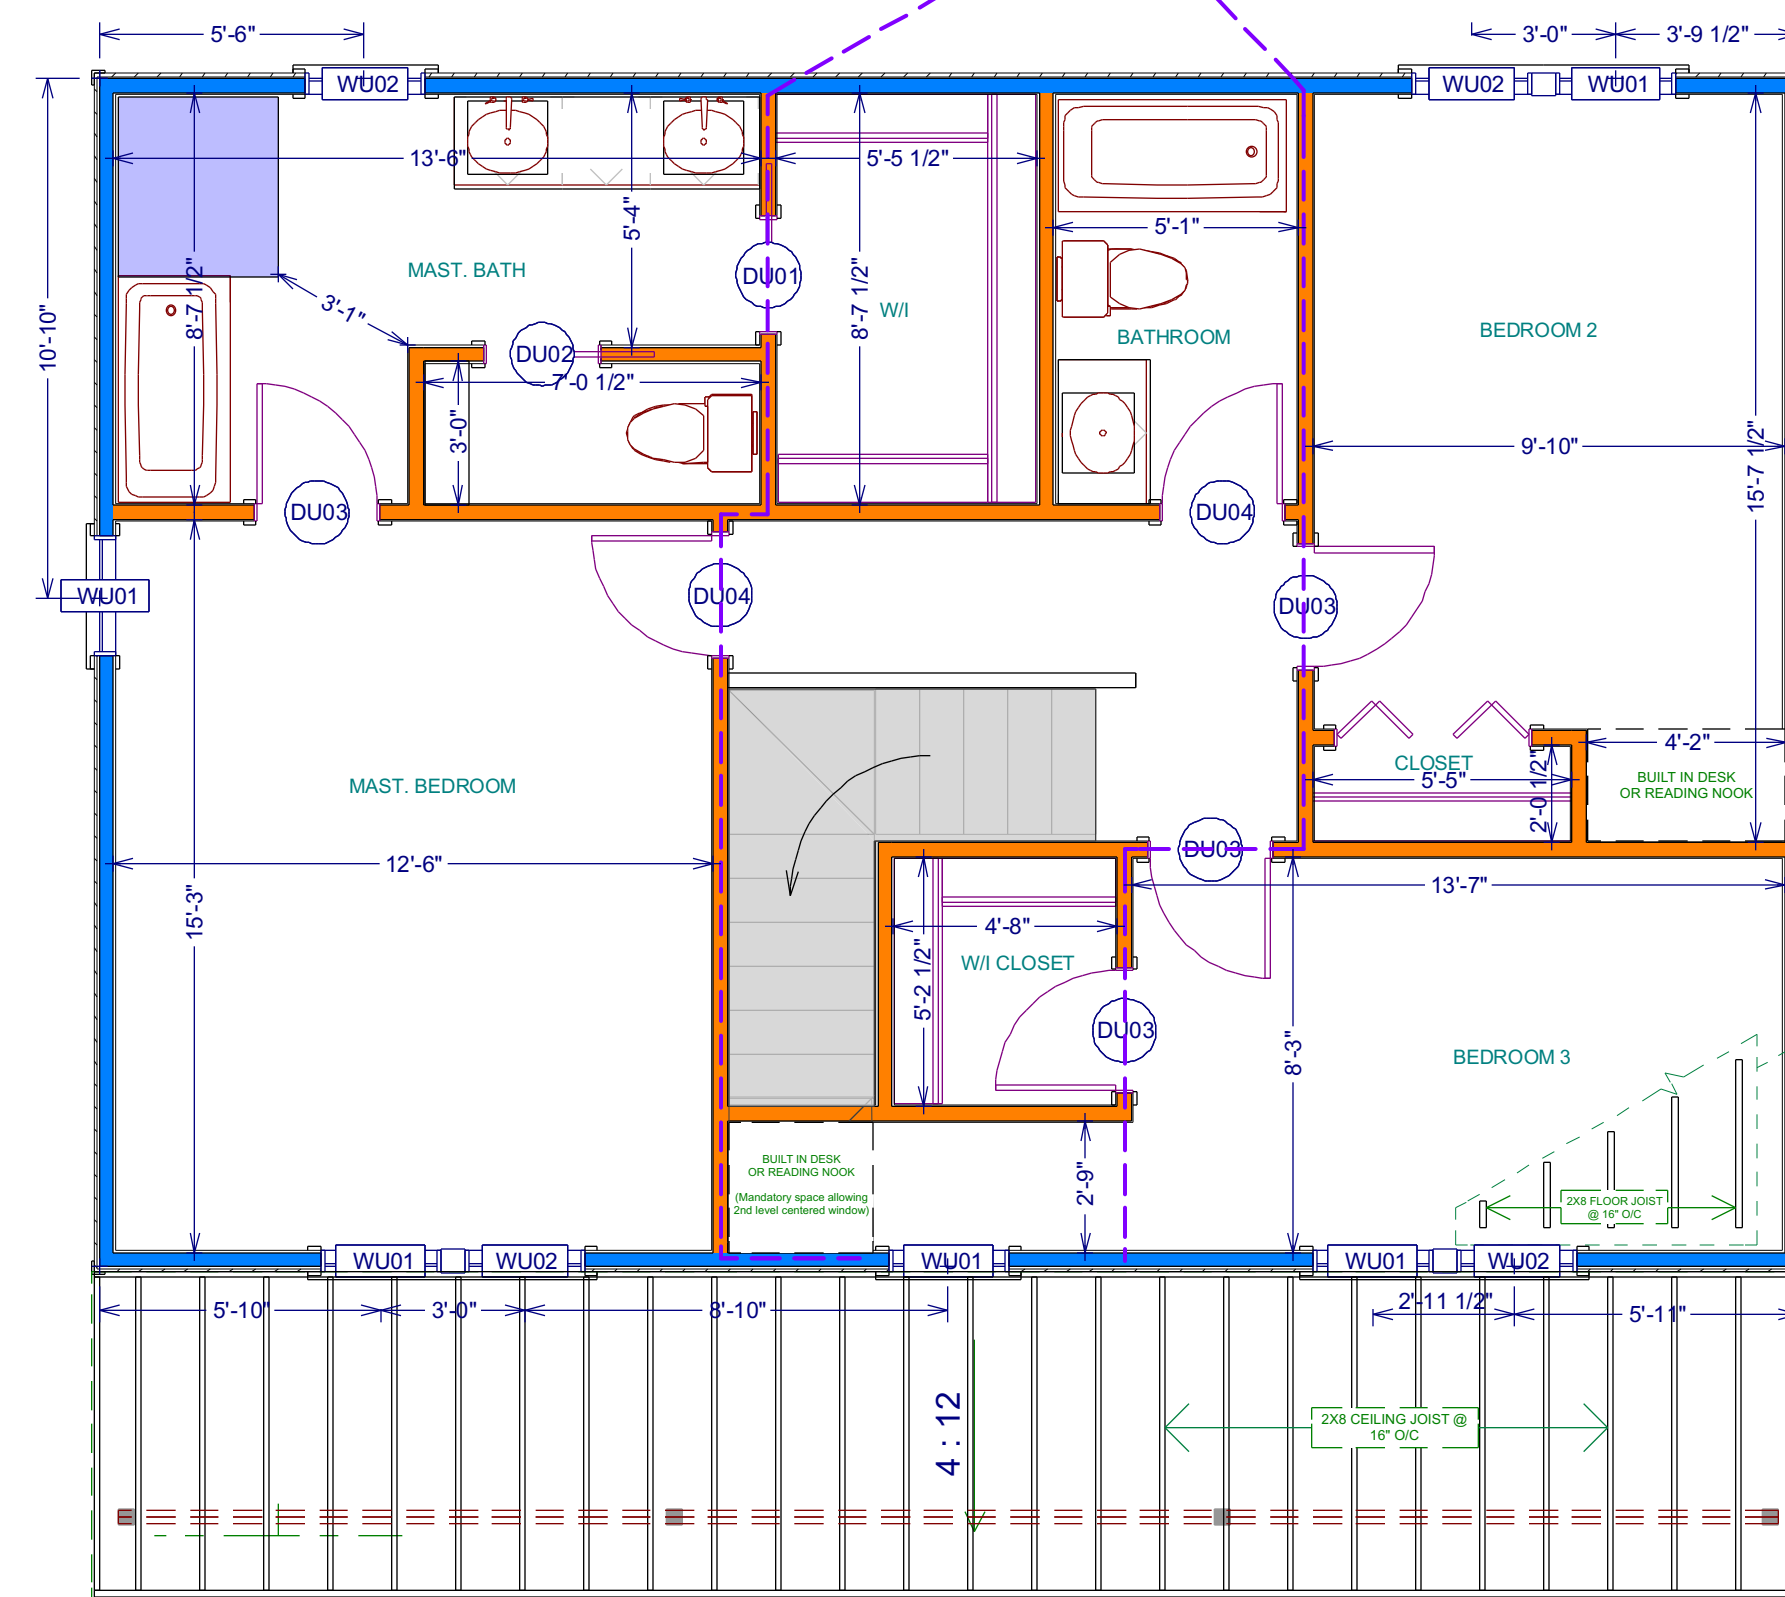 5'-6"
3'-0"
3'-9 1/2"
WU02
WU02
WU01
13'-6"
5'-5 1/2"
5'-4"
5'-1"
MAST. BATH
DU01
8'-7 1/2"
8'-7 1/2"
3'-1"
W/I
BATHROOM
BEDROOM 2
10'-10"
DU02
7'-0 1/2"
3'-0"
9'-10"
15'-7 1/2"
DU03
DU04
WU01
DU04
DU03
4'-2"
CLOSET
5'-5"
2'-0 1/2"
BUILT IN DESK
OR READING NOOK
MAST. BEDROOM
12'-6"
DU03
13'-7"
15'-3"
4'-8"
W/I CLOSET
5'-2 1/2"
DU03
8'-3"
BEDROOM 3
BUILT IN DESK
OR READING NOOK
(Mandatory space allowing
2nd level centered window)
2'-9"
2X8 FLOOR JOIST
@ 16" O/C
WU01
WU02
WU01
WU01
WU02
5'-10"
3'-0"
8'-10"
2'-11 1/2"
5'-11"
4 : 12
2X8 CEILING JOIST @
16" O/C